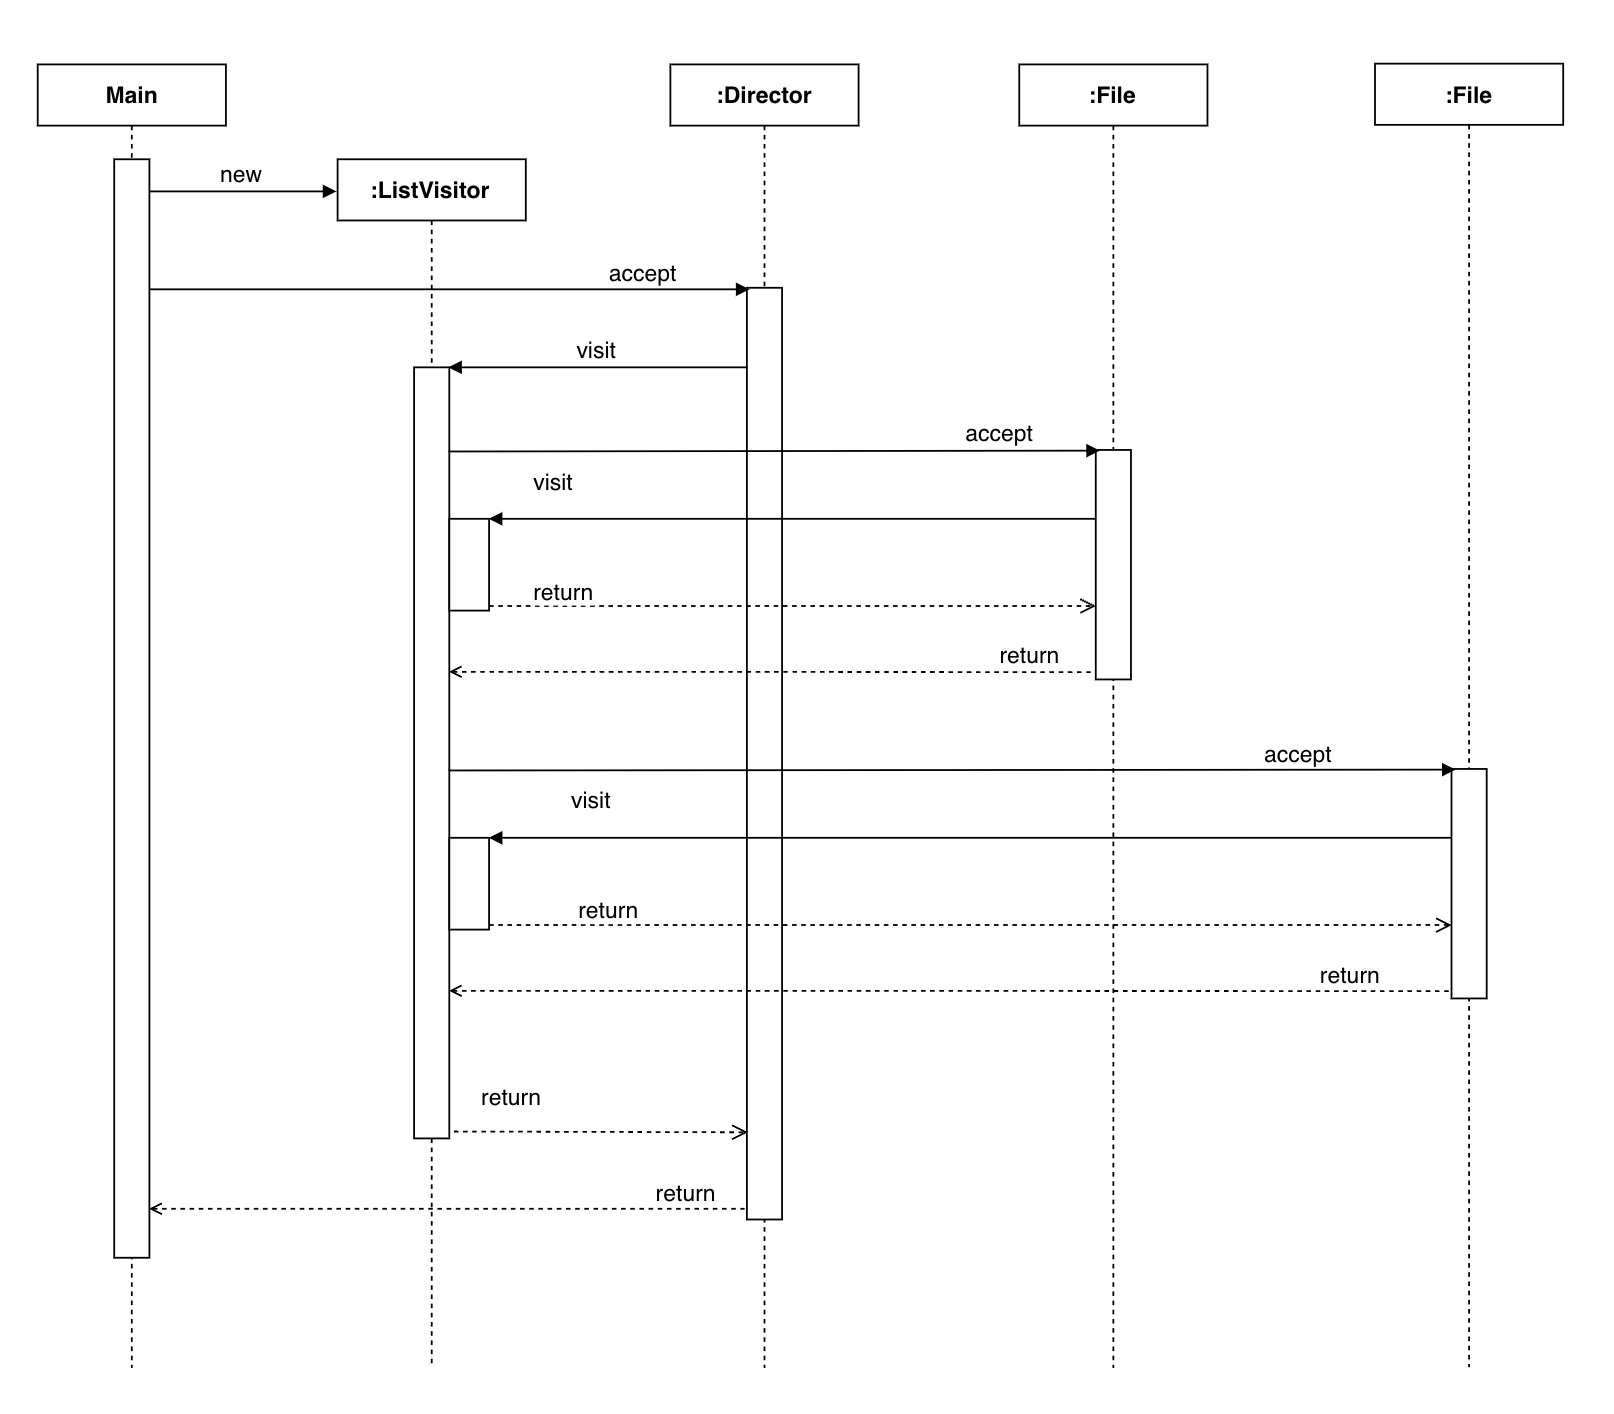 Main
:Director
:File
:File
new
:ListVisitor
accept
visit
accept
visit
return
return
accept
visit
return
return
return
return